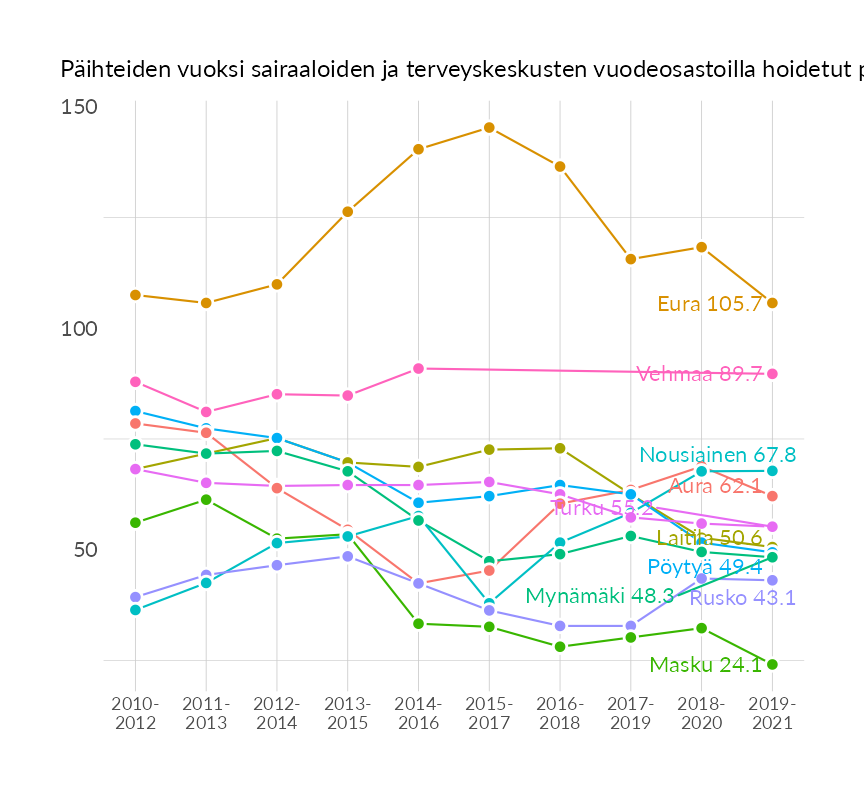 Päihteiden vuoksi sairaaloiden ja terveyskeskusten vuodeosastoilla hoidetut
150
100
50
Eura 105.7
Vehmaa 89.7
Nousiainen 67.8
Aura 62.1
Turku 55.2
Laitila 50.6
Pöytyä 49.4
Mynämäki 48.3
Rusko 43.1
Masku 24.1
2010- 2011- 2012- 2013- 2014- 2015- 2016- 2017- 2018- 2019-
2012 2013 2014 2015 2016 2017 2018 2019 2020 2021